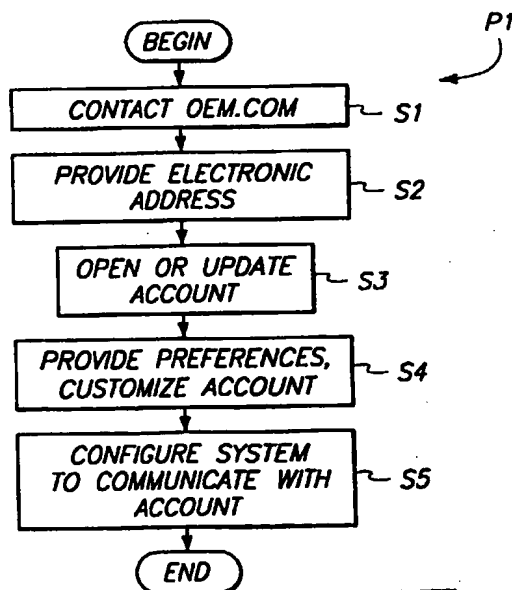 P1
BEGIN
CONTACT OEM.COM
S1
PROVIDE ELECTRONIC
ADDRESS
S2
OPEN OR UPDATE
ACCOUNT
S3
PROVIDE PREFERENCES,
CUSTOMIZE ACCOUNT
S4
CONFIGURE SYSTEM
TO COMMUNICATE WITH
ACCOUNT
S5
END